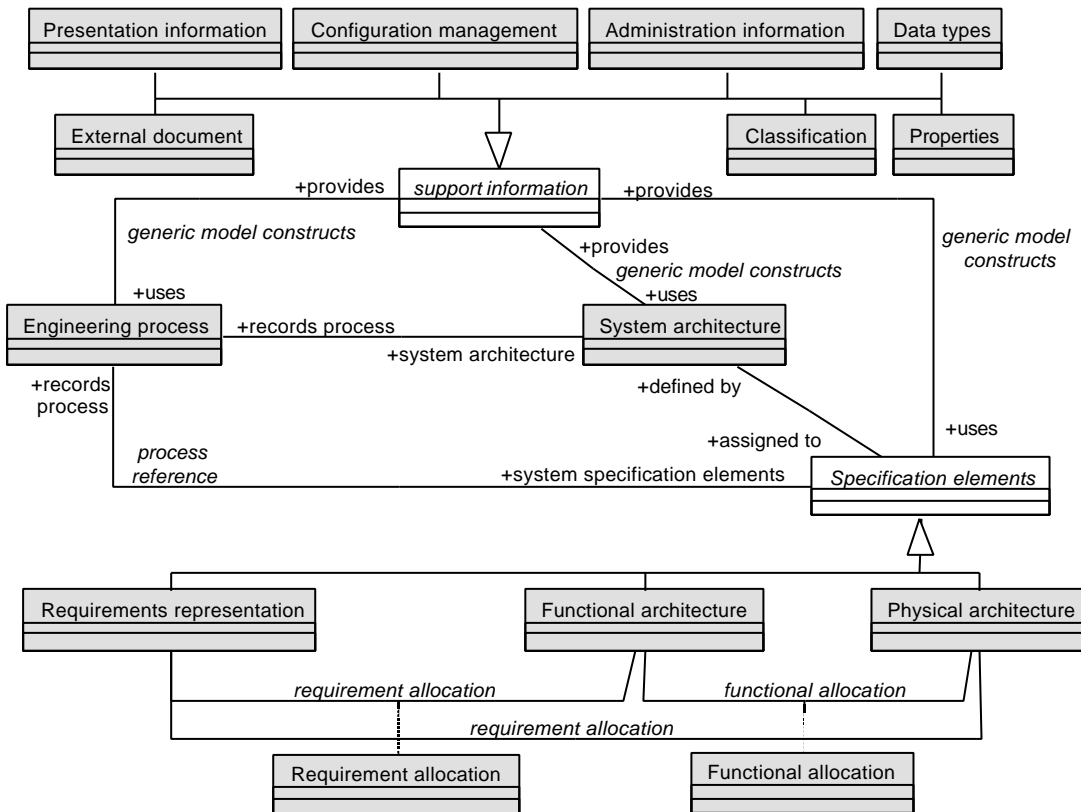 Presentation information
Configuration management
Administration information
Data types
External document
Classification
Properties
+provides
support information
+provides
generic model constructs
+provides
generic model constructs
generic model
constructs
+uses
+uses
Engineering process
+records process
System architecture
+system architecture
+records
process
+defined by
+assigned to
+uses
process
reference
+system specification elements
Specification elements
Requirements representation
Functional architecture
Physical architecture
requirement allocation
functional allocation
requirement allocation
Requirement allocation
Functional allocation